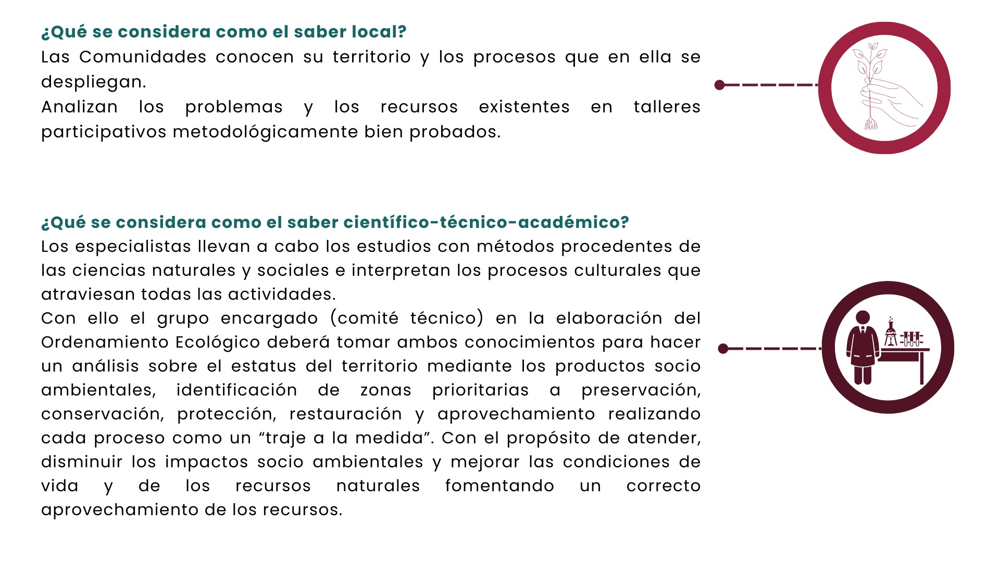 ¿Qué se considera como el saber local?
Las Comunidades conocen su territorio y los procesos que en ella se
despliegan.
Analizan los problemas y los recursos existentes en talleres
participativos metodológicamente bien probados.
¿Qué se considera como el saber científico-técnico-académico?
Los especialistas llevan a cabo los estudios con métodos procedentes de
las ciencias naturales y sociales e interpretan los procesos culturales que
atraviesan todas las actividades.
Con ello el grupo encargado (comité técnico) en la elaboración del
Ordenamiento Ecológico deberá tomar ambos conocimientos para hacer
un análisis sobre el estatus del territorio mediante los productos socio
ambientales, identificación de zonas prioritarias a preservación,
conservación, protección, restauración y aprovechamiento realizando
cada proceso como un “traje a la medida”. Con el propósito de atender,
disminuir los impactos socio ambientales y mejorar las condiciones de
vida y de los recursos naturales fomentando un correcto
aprovechamiento de los recursos.